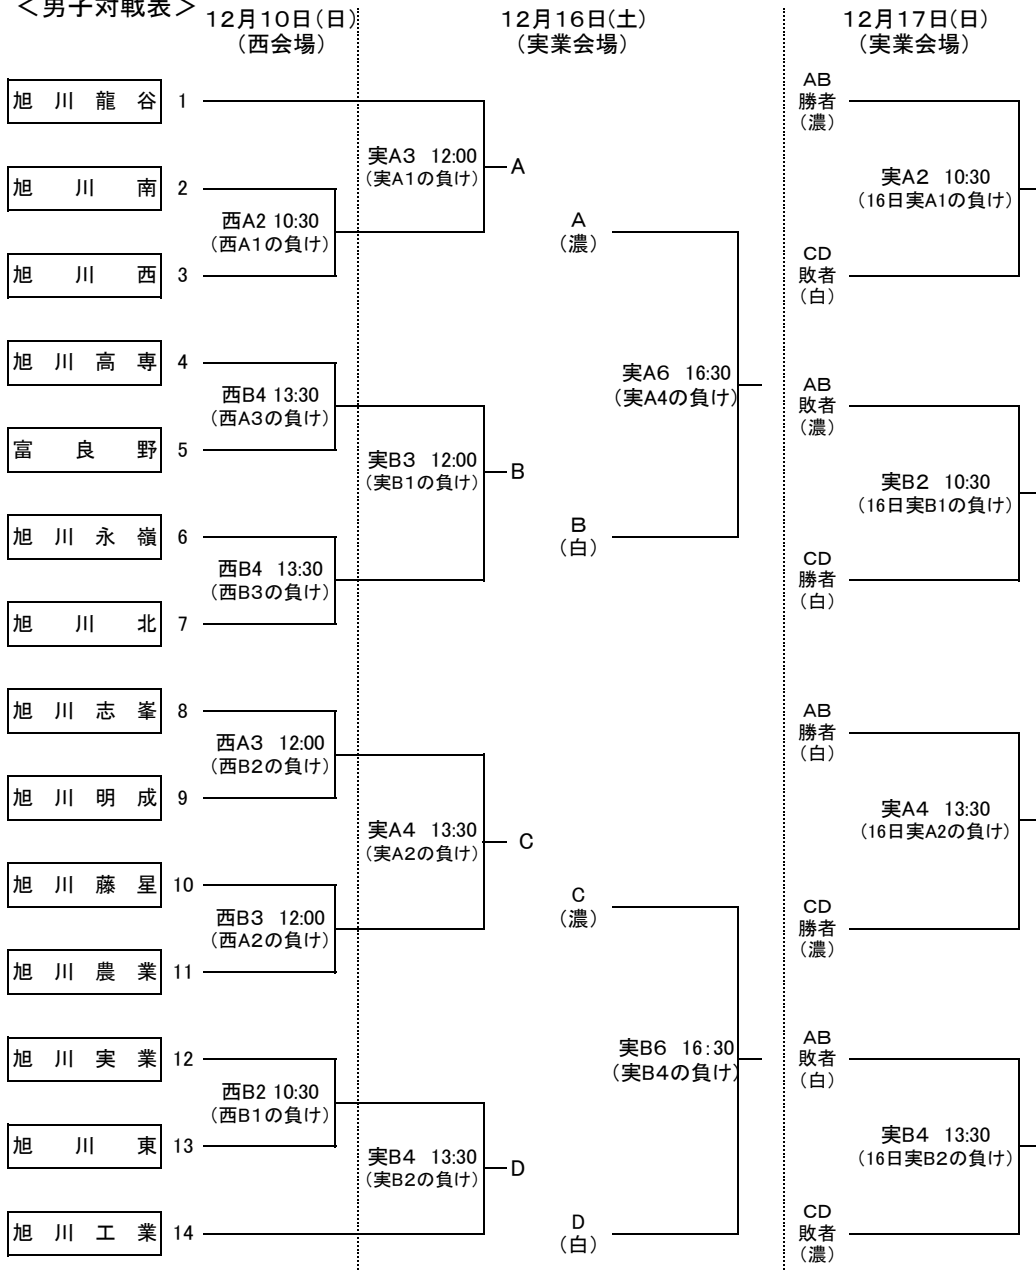 ＜男子対戦表＞
12月10日(日)
(西会場)
12月16日(土)
(実業会場)
12月17日(日)
(実業会場)
旭川龍谷 1
旭川南 2
旭川西 3
旭川高専 4
富良野 5
旭川永嶺 6
旭川北 7
旭川志峯 8
旭川明成 9
旭川藤星 10
旭川農業 11
旭川実業 12
旭川東 13
旭川工業 14
西A2 10:30
(西A1の負け)
西B4 13:30
(西A3の負け)
西B4 13:30
(西B3の負け)
西A3 12:00
(西B2の負け)
西B3 12:00
(西A2の負け)
西B2 10:30
(西B1の負け)
実A3 12:00
(実A1の負け)
A
実B3 12:00
(実B1の負け)
B
実A4 13:30
(実A2の負け)
C
実B4 13:30
(実B2の負け)
D
A
(濃)
実A6 16:30
(実A4の負け)
B
(白)
C
(濃)
実B6 16:30
(実B4の負け)
D
(白)
AB
勝者
(濃)
実A2 10:30
(16日実A1の負け)
CD
敗者
(白)
AB
敗者
(濃)
実B2 10:30
(16日実B1の負け)
CD
勝者
(白)
AB
勝者
(白)
実A4 13:30
(16日実A2の負け)
CD
勝者
(濃)
AB
敗者
(白)
実B4 13:30
(16日実B2の負け)
CD
敗者
(濃)